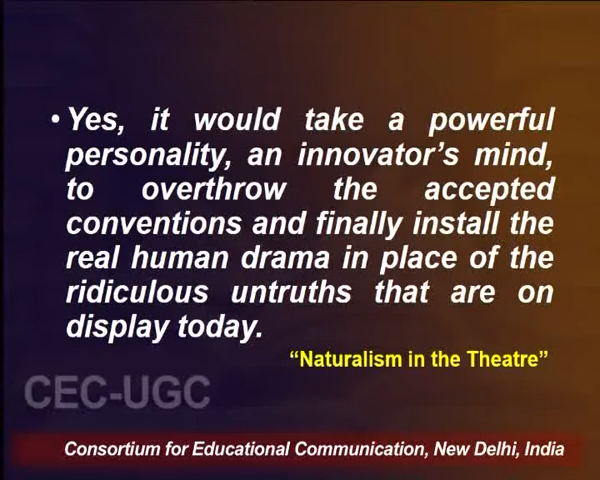 • Yes, it would take a powerful
personality, an innovator's mind,
to overthrow the accepted
conventions and finally install the
real human drama in place of the
ridiculous untruths that are on
display today.
“Naturalism in the Theatre”
CEC-UGC
Consortium for Educational Communication, New Delhi, India